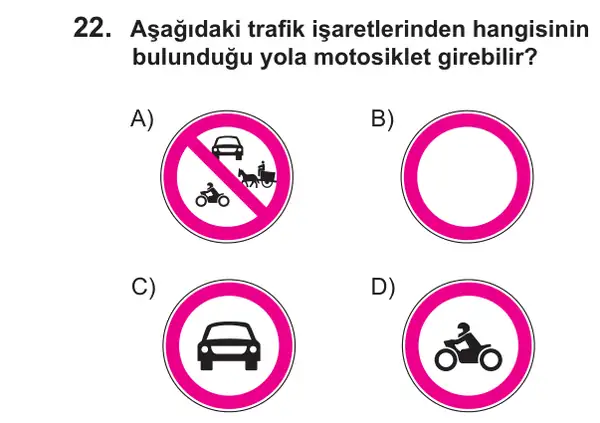 22. Aşağıdaki trafik işaretlerinden hangisinin
bulunduğu yola motosiklet girebilir?
A)
B)
C)
D)